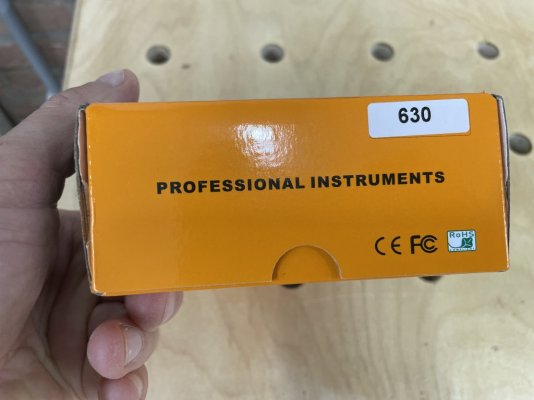 630
PROFESSIONAL INSTRUMENTS
CE FC RoHS